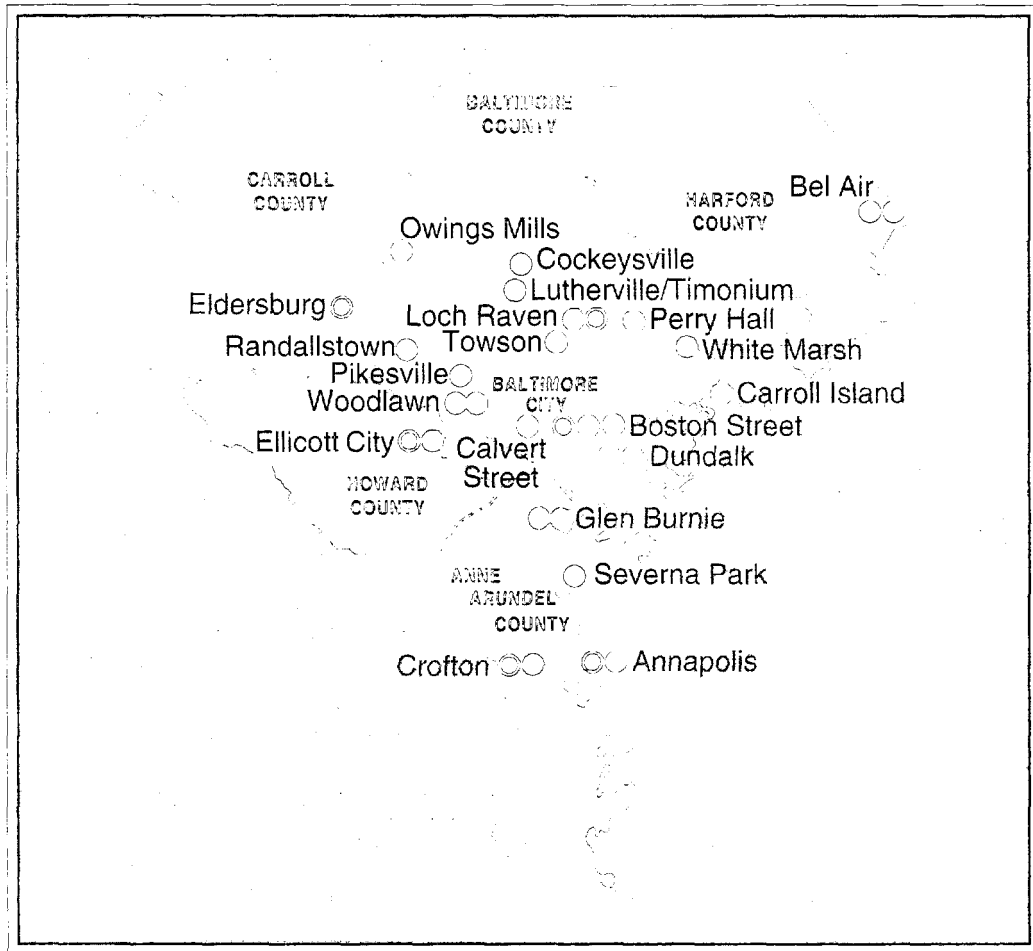 BALTIMORE
COUNTY
CARROLL
COUNTY
Bel Air
HARFORD
COUNTY
Owings Mills
Cockeysville
Lutherville/Timonium
Eldersburg
Loch Raven
Perry Hall
Randallstown
Towson
White Marsh
Pikesville
BALTIMORE
CITY
Woodlawn
Carroll Island
Boston Street
Ellicott City
Calvert
Street
Dundalk
HOWARD
COUNTY
Glen Burnie
ANNE
ARUNDEL
COUNTY
Severna Park
Crofton
Annapolis